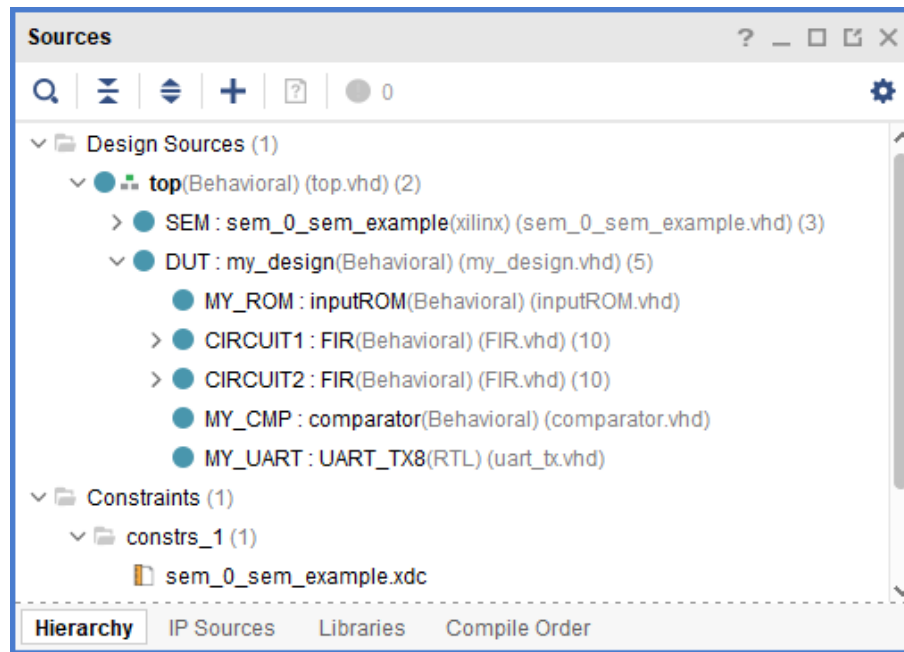 Sources
0
Design Sources (1)
top(Behavioral) (top.vhd) (2)
SEM : sem_0_sem_example(xilinx) (sem_0_sem_example.vhd) (3)
DUT : my_design(Behavioral) (my_design.vhd) (5)
MY_ROM : inputROM(Behavioral) (inputROM.vhd)
CIRCUIT1 : FIR(Behavioral) (FIR.vhd) (10)
CIRCUIT2 : FIR(Behavioral) (FIR.vhd) (10)
MY_CMP : comparator(Behavioral) (comparator.vhd)
MY_UART : UART_TX8(RTL) (uart_tx.vhd)
Constraints (1)
constrs_1 (1)
sem_0_sem_example.xdc
Hierarchy IP Sources Libraries Compile Order